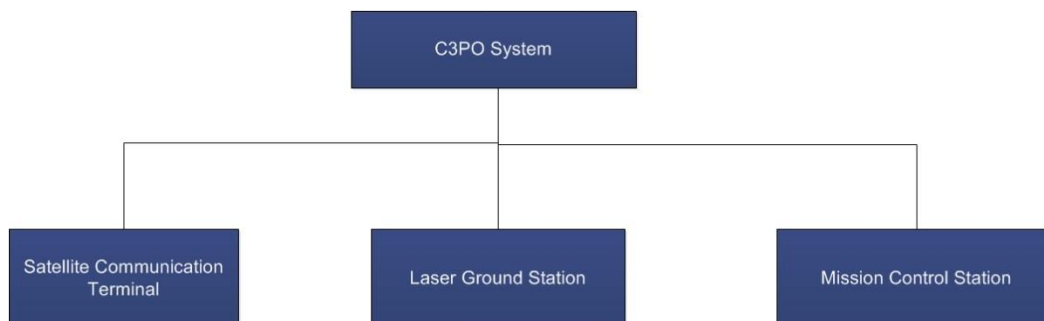 C3PO System
Satellite Communication
Terminal
Laser Ground Station
Mission Control Station